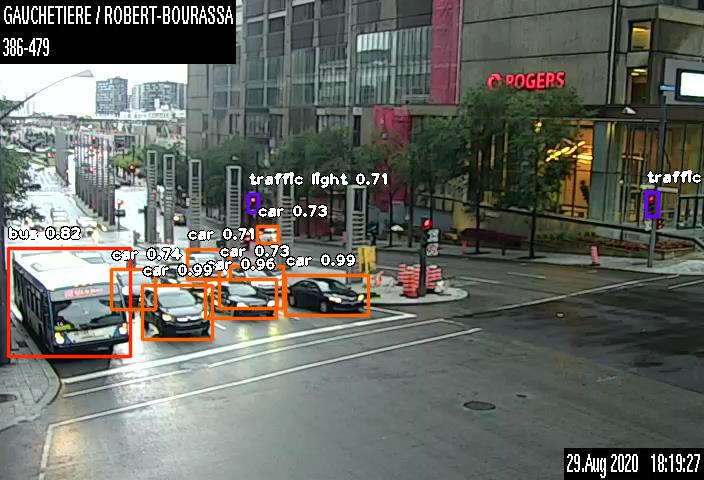 GAUCHETIERE / ROBERT-BOURASSA
386-479
ROGERS
traffic light 0.71
traffic
car 0.73
bus 0.82
car 0.71
car 0.74
car 0.73
car 0.99
car 0.96
car 0.99
29.Aug 2020 18:19:27